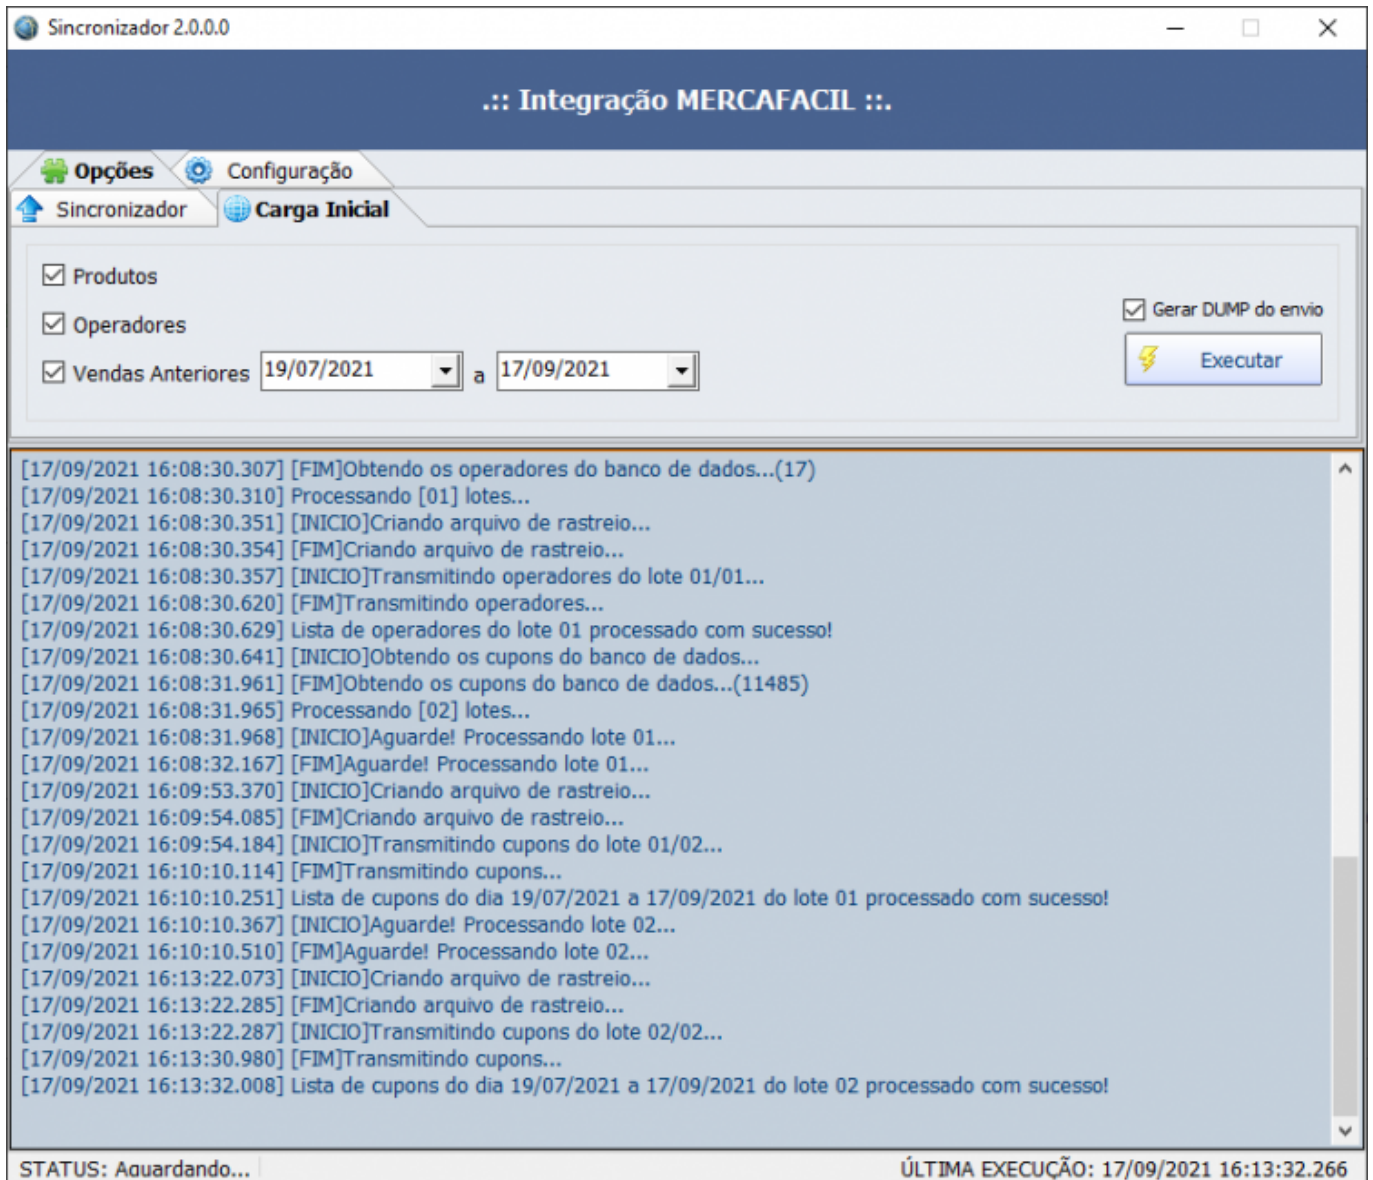 Sincronizador 2.0.0.0
.:: Integração MERCAFACIL ::.
Opções Configuração
Sincronizador Carga Inicial
Produtos
Gerar DUMP do envio
Operadores
Vendas Anteriores 19/07/2021 a 17/09/2021
Executar
[17/09/2021 16:08:30.307] [FIM]Obtendo os operadores do banco de dados...(17)
[17/09/2021 16:08:30.310] Processando [01] lotes...
[17/09/2021 16:08:30.351] [INICIO]Criando arquivo de rastreio...
[17/09/2021 16:08:30.354] [FIM]Criando arquivo de rastreio...
[17/09/2021 16:08:30.357] [INICIO]Transmitindo operadores do lote 01/01...
[17/09/2021 16:08:30.620] [FIM]Transmitindo operadores...
[17/09/2021 16:08:30.629] Lista de operadores do lote 01 processado com sucesso!
[17/09/2021 16:08:30.641] [INICIO]Obtendo os cupons do banco de dados...
[17/09/2021 16:08:31.961] [FIM]Obtendo os cupons do banco de dados...(11485)
[17/09/2021 16:08:31.965] Processando [02] lotes...
[17/09/2021 16:08:31.968] [INICIO]Aguarde! Processando lote 01...
[17/09/2021 16:08:32.167] [FIM]Aguarde! Processando lote 01...
[17/09/2021 16:09:53.370] [INICIO]Criando arquivo de rastreio...
[17/09/2021 16:09:54.085] [FIM]Criando arquivo de rastreio...
[17/09/2021 16:09:54.184] [INICIO]Transmitindo cupons do lote 01/02...
[17/09/2021 16:10:10.114] [FIM]Transmitindo cupons...
[17/09/2021 16:10:10.251] Lista de cupons do dia 19/07/2021 a 17/09/2021 do lote 01 processado com sucesso!
[17/09/2021 16:10:10.367] [INICIO]Aguarde! Processando lote 02...
[17/09/2021 16:10:10.510] [FIM]Aguarde! Processando lote 02...
[17/09/2021 16:13:22.073] [INICIO]Criando arquivo de rastreio...
[17/09/2021 16:13:22.285] [FIM]Criando arquivo de rastreio...
[17/09/2021 16:13:22.287] [INICIO]Transmitindo cupons do lote 02/02...
[17/09/2021 16:13:30.980] [FIM]Transmitindo cupons...
[17/09/2021 16:13:32.008] Lista de cupons do dia 19/07/2021 a 17/09/2021 do lote 02 processado com sucesso!
STATUS: Aguardando... ÚLTIMA EXECUÇÃO: 17/09/2021 16:13:32.266